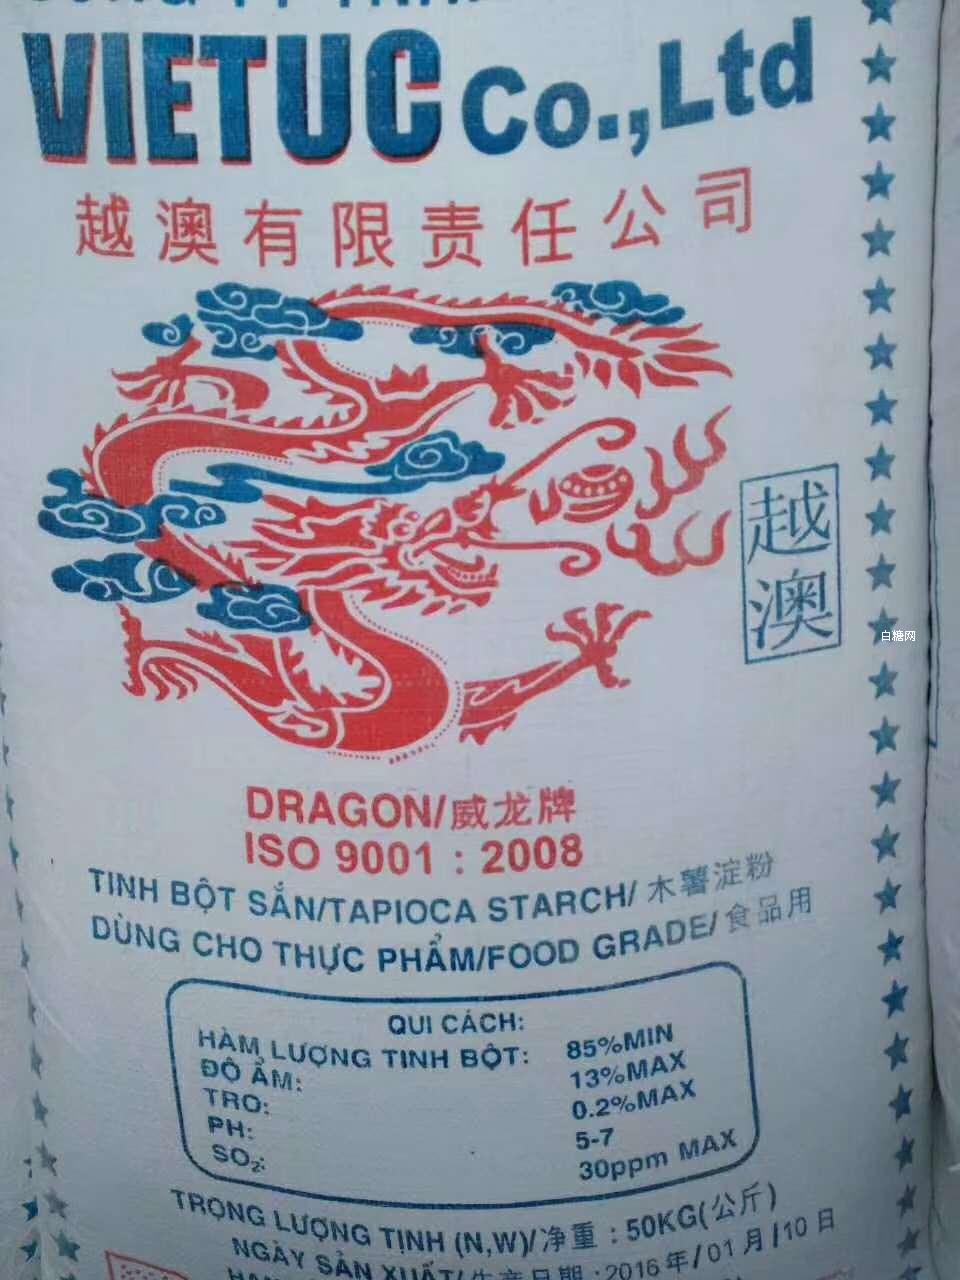 VIETUC Co.,Ltd
越澳有限责任公司
越澳
白糖网
DRAGON/威龙牌
ISO 9001 : 2008
TINH BỘT SẮN/TAPIOCA STARCH/木薯淀粉
DÙNG CHO THỰC PHẨM/FOOD GRADE/食品用
QUI CÁCH:
HÀM LƯỢNG TINH BỘT: 85%MIN
ĐỘ ẨM: 13%MAX
TRO: 0.2%MAX
PH: 5-7
SO₂: 30ppm MAX
TRỌNG LƯỢNG TỊNH (N,W)/净重 : 50KG(公斤)
NGÀY SẢN XUẤT/生产日期 :2016年/01月/10日